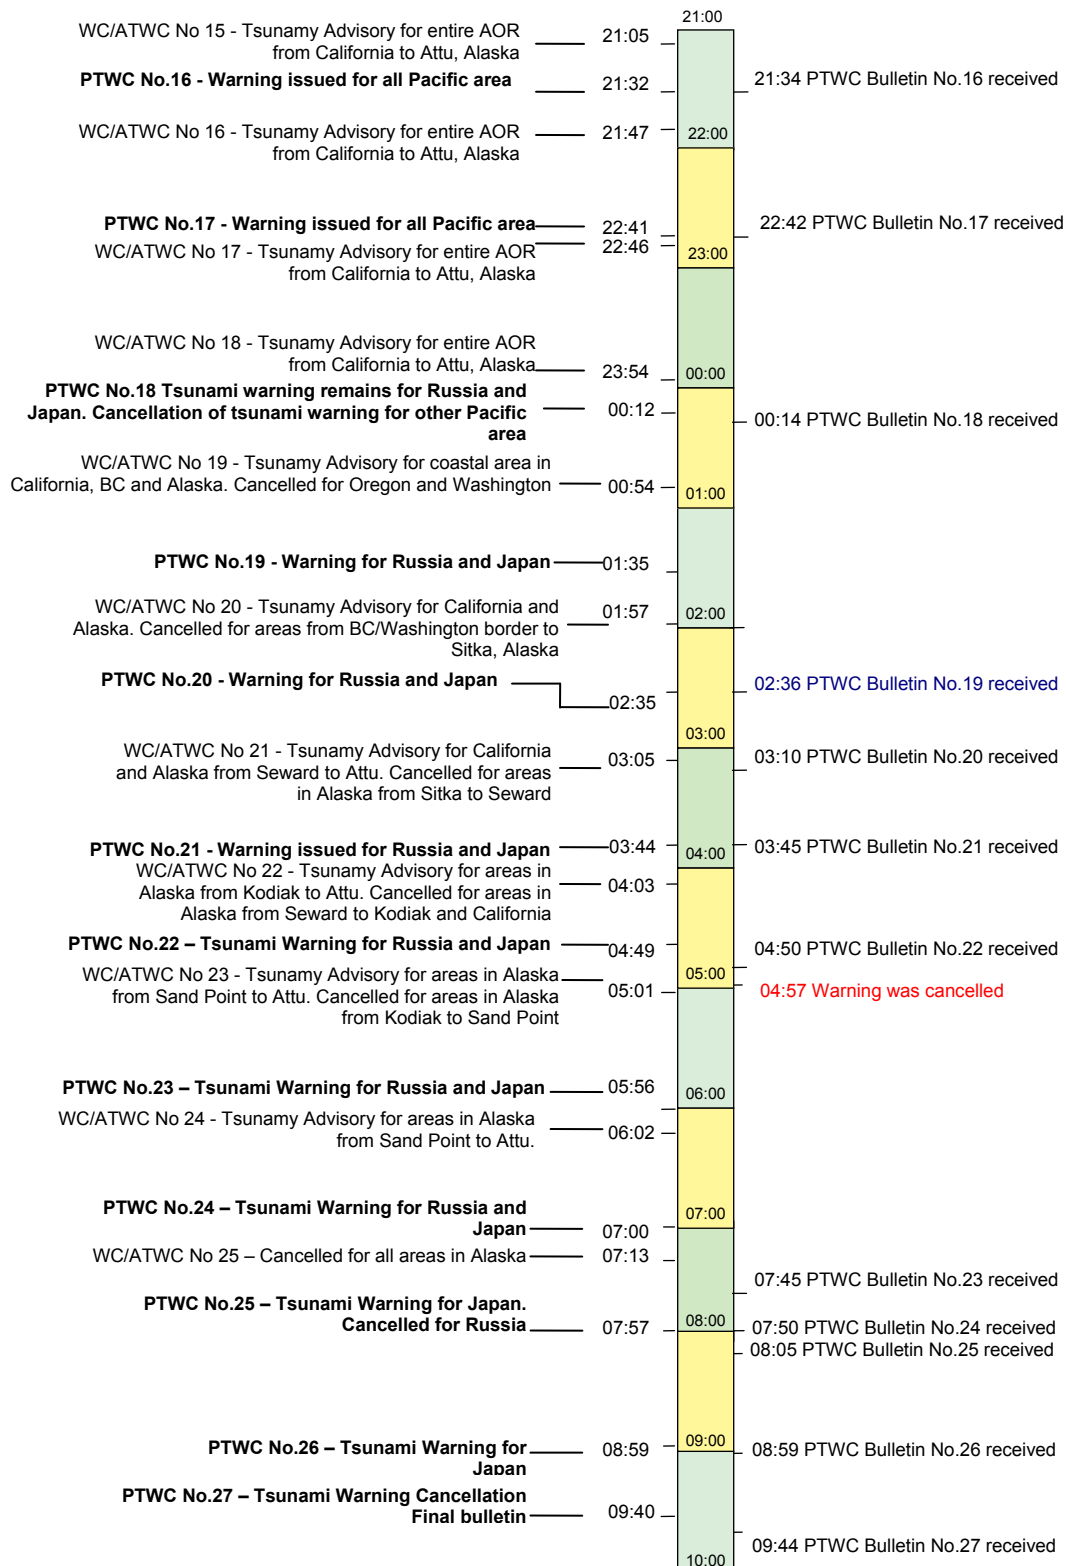 21:00
WC/ATWC No 15 - Tsunamy Advisory for entire AOR
from California to Attu, Alaska
21:05
PTWC No.16 - Warning issued for all Pacific area
21:32
21:34 PTWC Bulletin No.16 received
WC/ATWC No 16 - Tsunamy Advisory for entire AOR
from California to Attu, Alaska
21:47
22:00
PTWC No.17 - Warning issued for all Pacific area
22:41
22:42 PTWC Bulletin No.17 received
WC/ATWC No 17 - Tsunamy Advisory for entire AOR
from California to Attu, Alaska
22:46
23:00
WC/ATWC No 18 - Tsunamy Advisory for entire AOR
from California to Attu, Alaska
23:54
00:00
PTWC No.18 Tsunami warning remains for Russia and
Japan. Cancellation of tsunami warning for other Pacific
area
00:12
00:14 PTWC Bulletin No.18 received
WC/ATWC No 19 - Tsunamy Advisory for coastal area in
California, BC and Alaska. Cancelled for Oregon and Washington
00:54
01:00
PTWC No.19 - Warning for Russia and Japan
01:35
WC/ATWC No 20 - Tsunamy Advisory for California and
Alaska. Cancelled for areas from BC/Washington border to
Sitka, Alaska
01:57
02:00
PTWC No.20 - Warning for Russia and Japan
02:35
02:36 PTWC Bulletin No.19 received
03:00
WC/ATWC No 21 - Tsunamy Advisory for California
and Alaska from Seward to Attu. Cancelled for areas
in Alaska from Sitka to Seward
03:05
03:10 PTWC Bulletin No.20 received
PTWC No.21 - Warning issued for Russia and Japan
03:44
04:00
03:45 PTWC Bulletin No.21 received
WC/ATWC No 22 - Tsunamy Advisory for areas in
Alaska from Kodiak to Attu. Cancelled for areas in
Alaska from Seward to Kodiak and California
04:03
PTWC No.22 – Tsunami Warning for Russia and Japan
04:49
04:50 PTWC Bulletin No.22 received
WC/ATWC No 23 - Tsunamy Advisory for areas in Alaska
from Sand Point to Attu. Cancelled for areas in Alaska
from Kodiak to Sand Point
05:01
05:00
04:57 Warning was cancelled
PTWC No.23 – Tsunami Warning for Russia and Japan
05:56
06:00
WC/ATWC No 24 - Tsunamy Advisory for areas in Alaska
from Sand Point to Attu.
06:02
PTWC No.24 – Tsunami Warning for Russia and
Japan
07:00
07:00
WC/ATWC No 25 – Cancelled for all areas in Alaska
07:13
07:45 PTWC Bulletin No.23 received
PTWC No.25 – Tsunami Warning for Japan.
Cancelled for Russia
07:57
08:00
07:50 PTWC Bulletin No.24 received
08:05 PTWC Bulletin No.25 received
PTWC No.26 – Tsunami Warning for
Japan
08:59
09:00
08:59 PTWC Bulletin No.26 received
PTWC No.27 – Tsunami Warning Cancellation
Final bulletin
09:40
09:44 PTWC Bulletin No.27 received
10:00